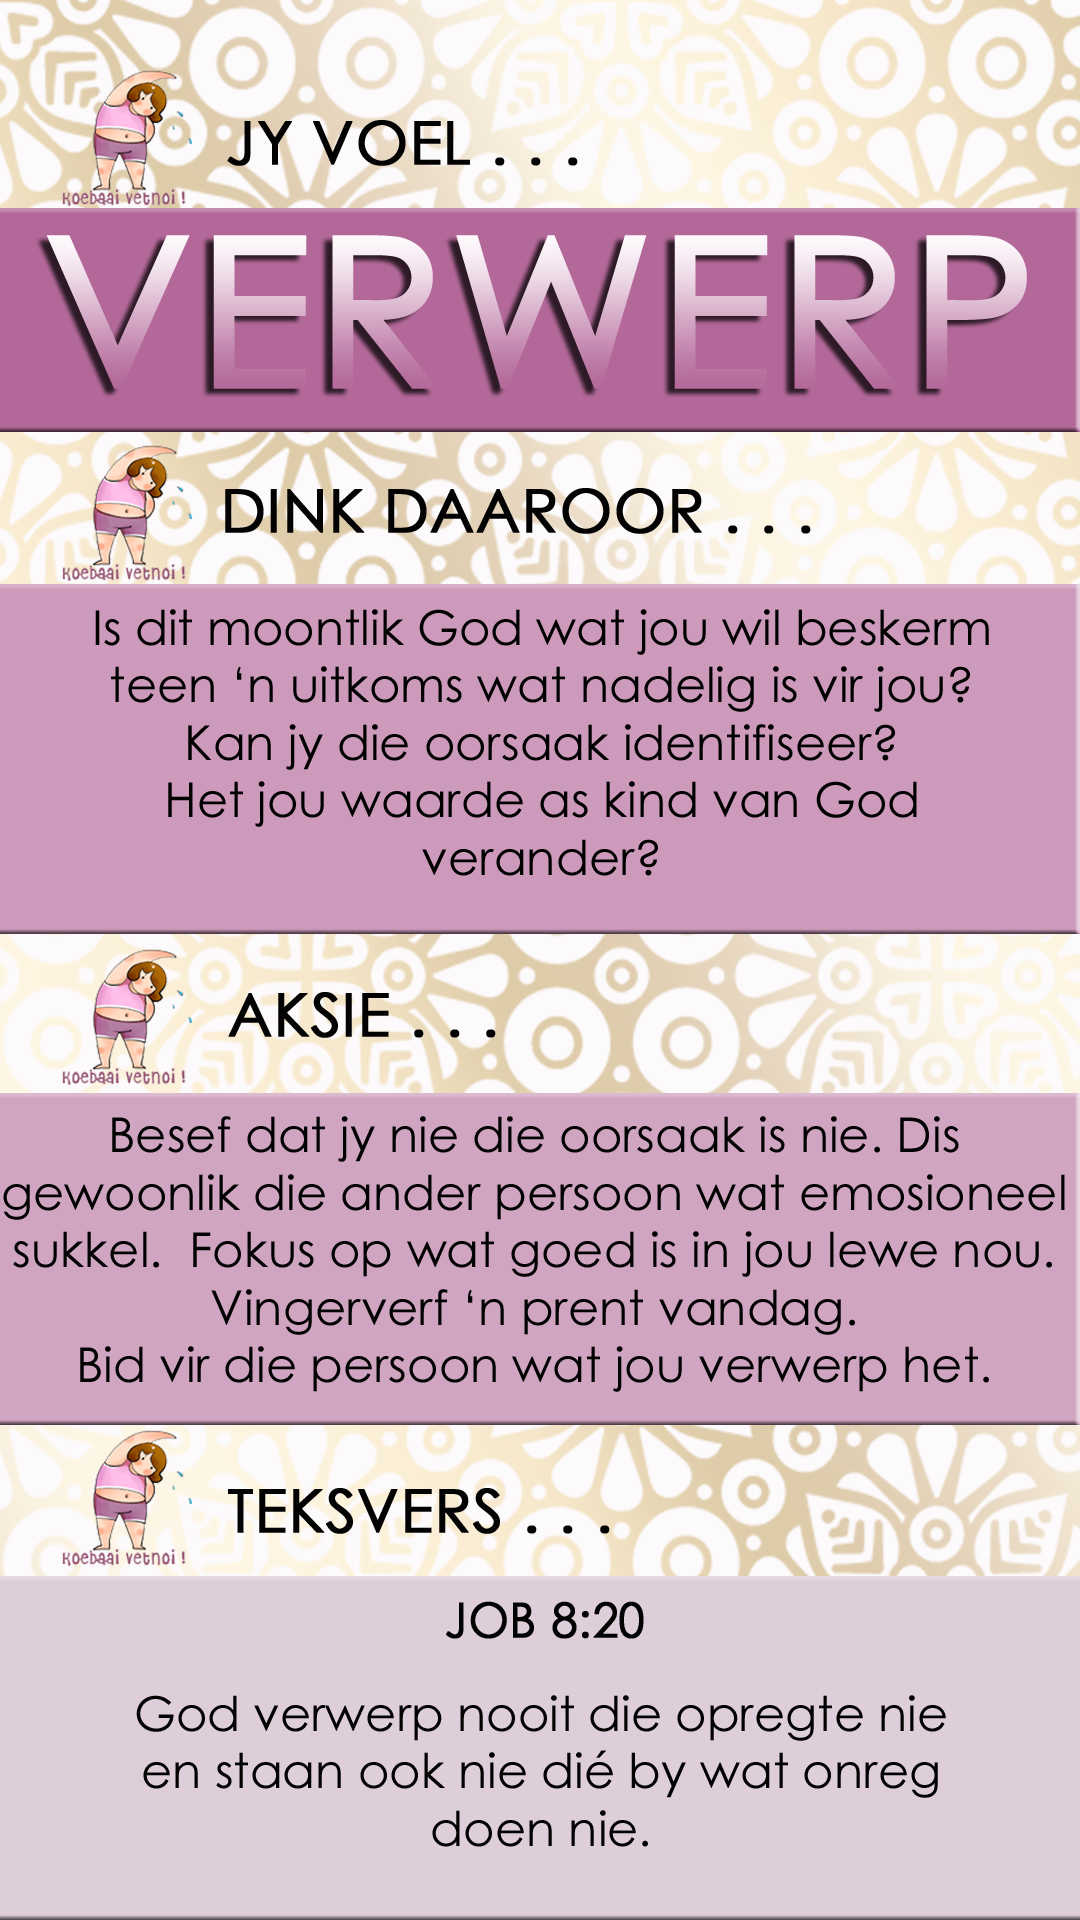 JY VOEL . . .
Koebaai vetnoi !
VERWERP
DINK DAAROOR . . .
Koebaai vetnoi !
Is dit moontlik God wat jou wil beskerm
teen ‘n uitkoms wat nadelig is vir jou?
Kan jy die oorsaak identifiseer?
Het jou waarde as kind van God
verander?
AKSIE . . .
Koebaai vetnoi !
Besef dat jy nie die oorsaak is nie. Dis
gewoonlik die ander persoon wat emosioneel
sukkel.  Fokus op wat goed is in jou lewe nou.
Vingerverf ‘n prent vandag.
Bid vir die persoon wat jou verwerp het.
TEKSVERS . . .
Koebaai vetnoi !
JOB 8:20
God verwerp nooit die opregte nie
en staan ook nie dié by wat onreg
doen nie.